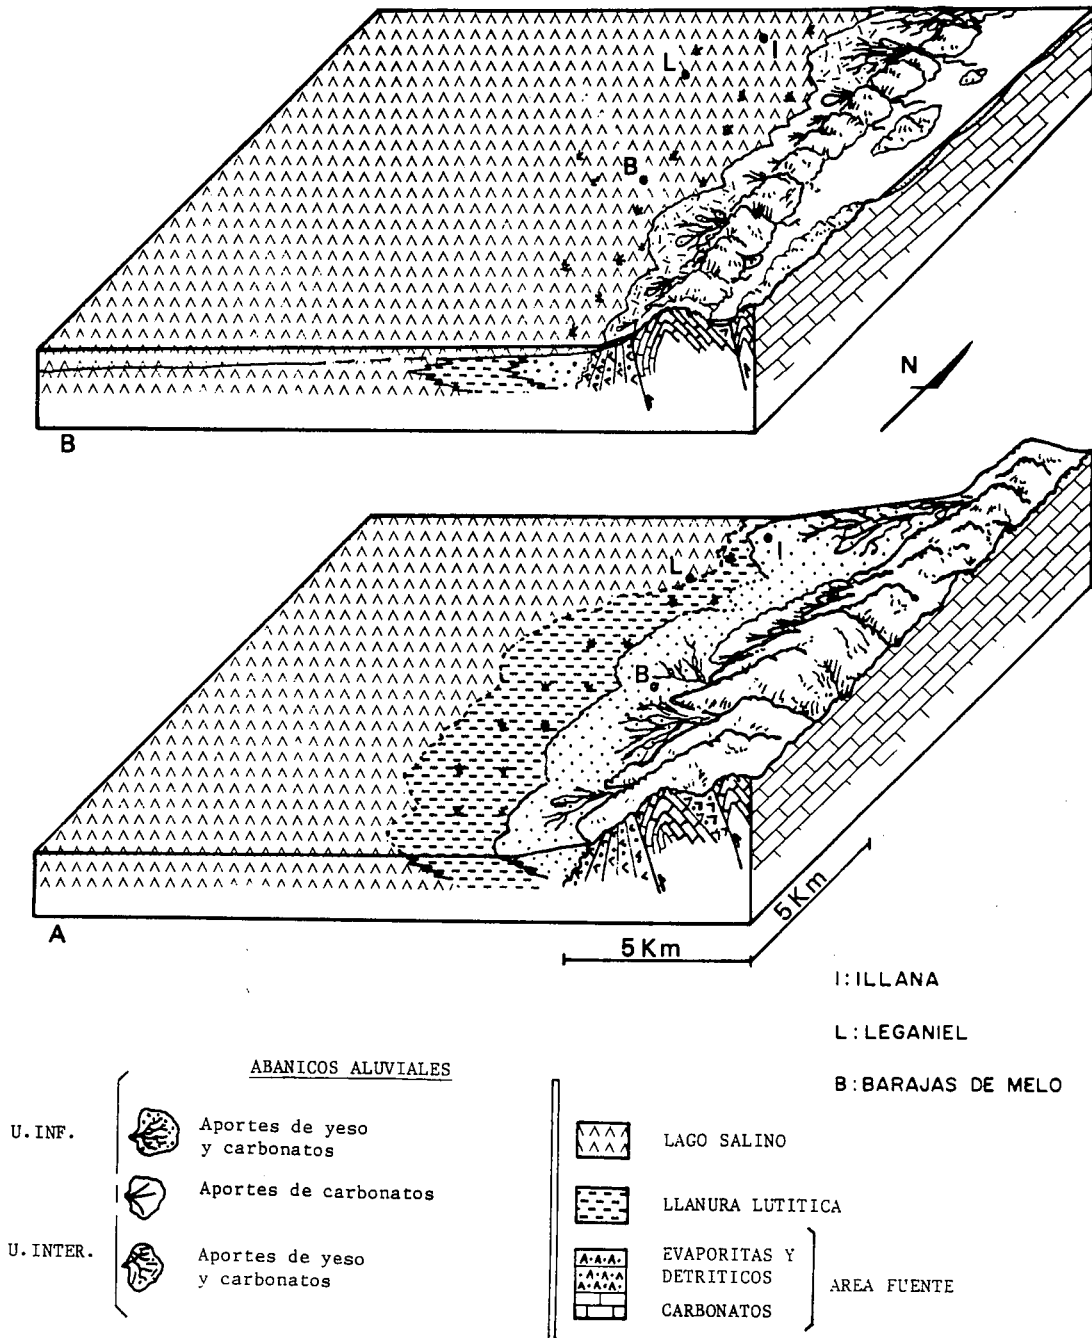 L
I
B
N
B
I
L
B
A
5 Km
5 Km
I: ILLANA
L: LEGANIEL
B: BARAJAS DE MELO
ABANICOS ALUVIALES
U.INF.
Aportes de yeso
y carbonatos
Aportes de carbonatos
U.INTER.
Aportes de yeso
y carbonatos
LAGO SALINO
LLANURA LUTITICA
EVAPORITAS Y
DETRITICOS
CARBONATOS
AREA FUENTE